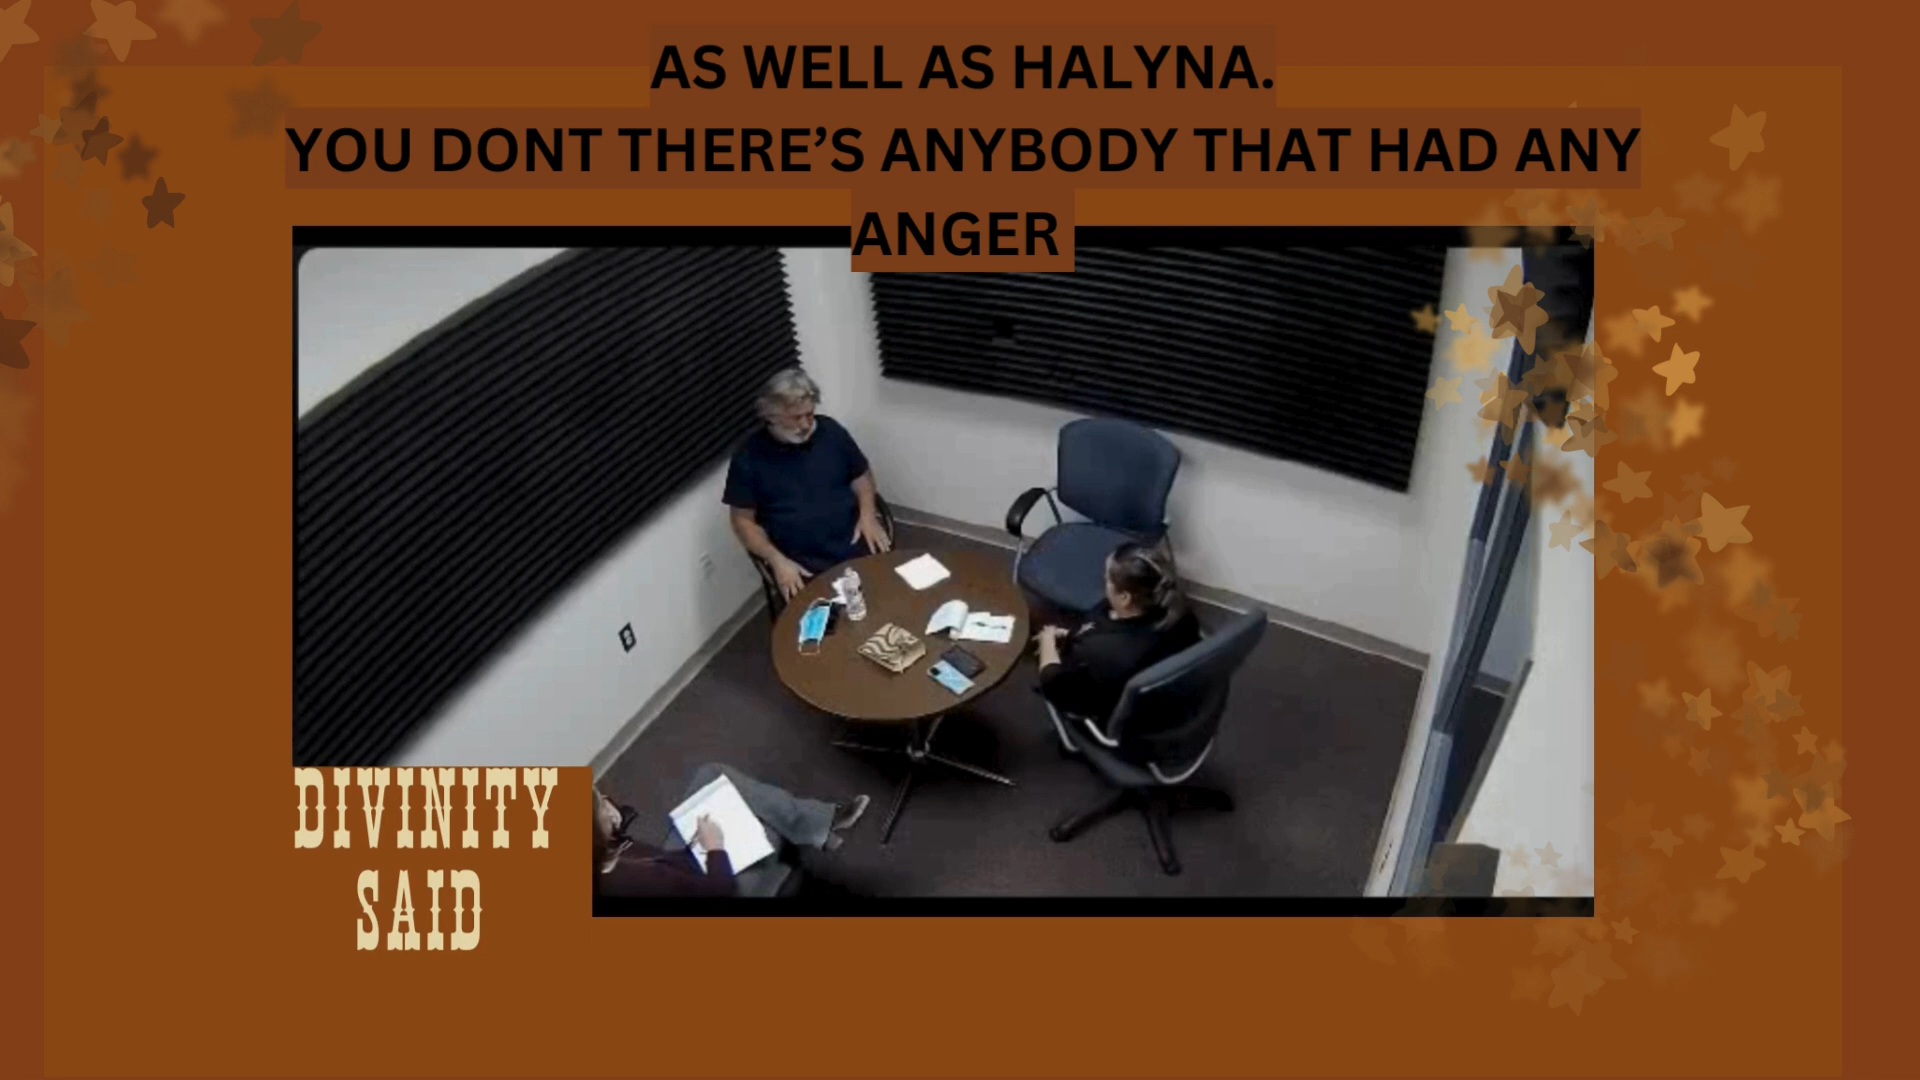 AS WELL AS HALYNA.
YOU DONT THERE’S ANYBODY THAT HAD ANY
ANGER
DIVINITY
SAID